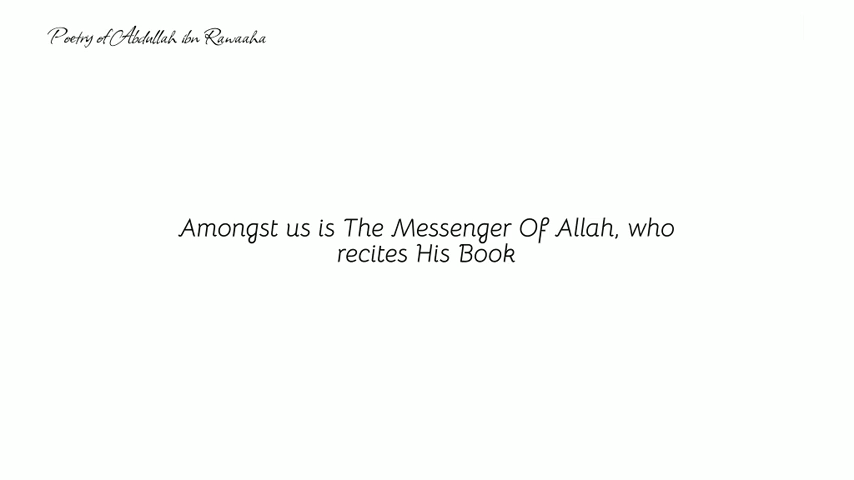 Poetry of Abdullah ibn Rawaaha
Amongst us is The Messenger Of Allah, who
recites His Book